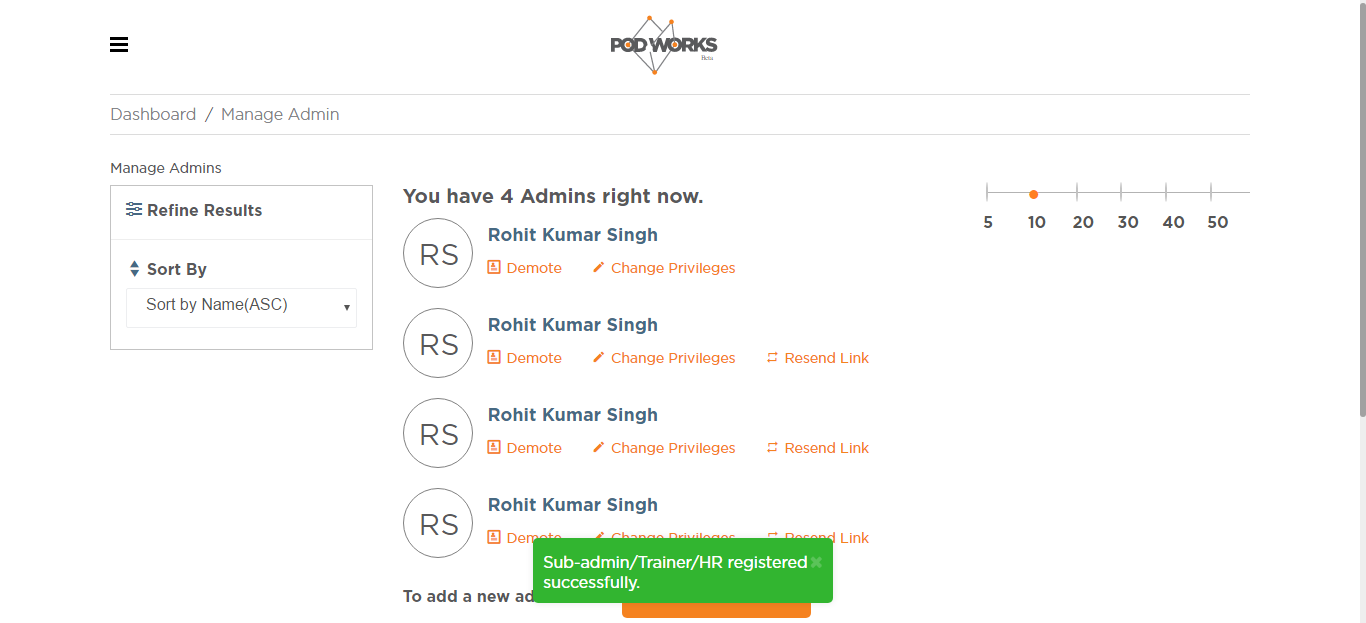 POD WORKS
Beta
Dashboard / Manage Admin
Manage Admins
Refine Results
Sort By
Sort by Name(ASC)
You have 4 Admins right now.
5 10 20 30 40 50
RS
Rohit Kumar Singh
Demote Change Privileges
RS
Rohit Kumar Singh
Demote Change Privileges Resend Link
RS
Rohit Kumar Singh
Demote Change Privileges Resend Link
RS
Rohit Kumar Singh
Demote Change Privileges Resend Link
Sub-admin/Trainer/HR registered
successfully.
To add a new ad